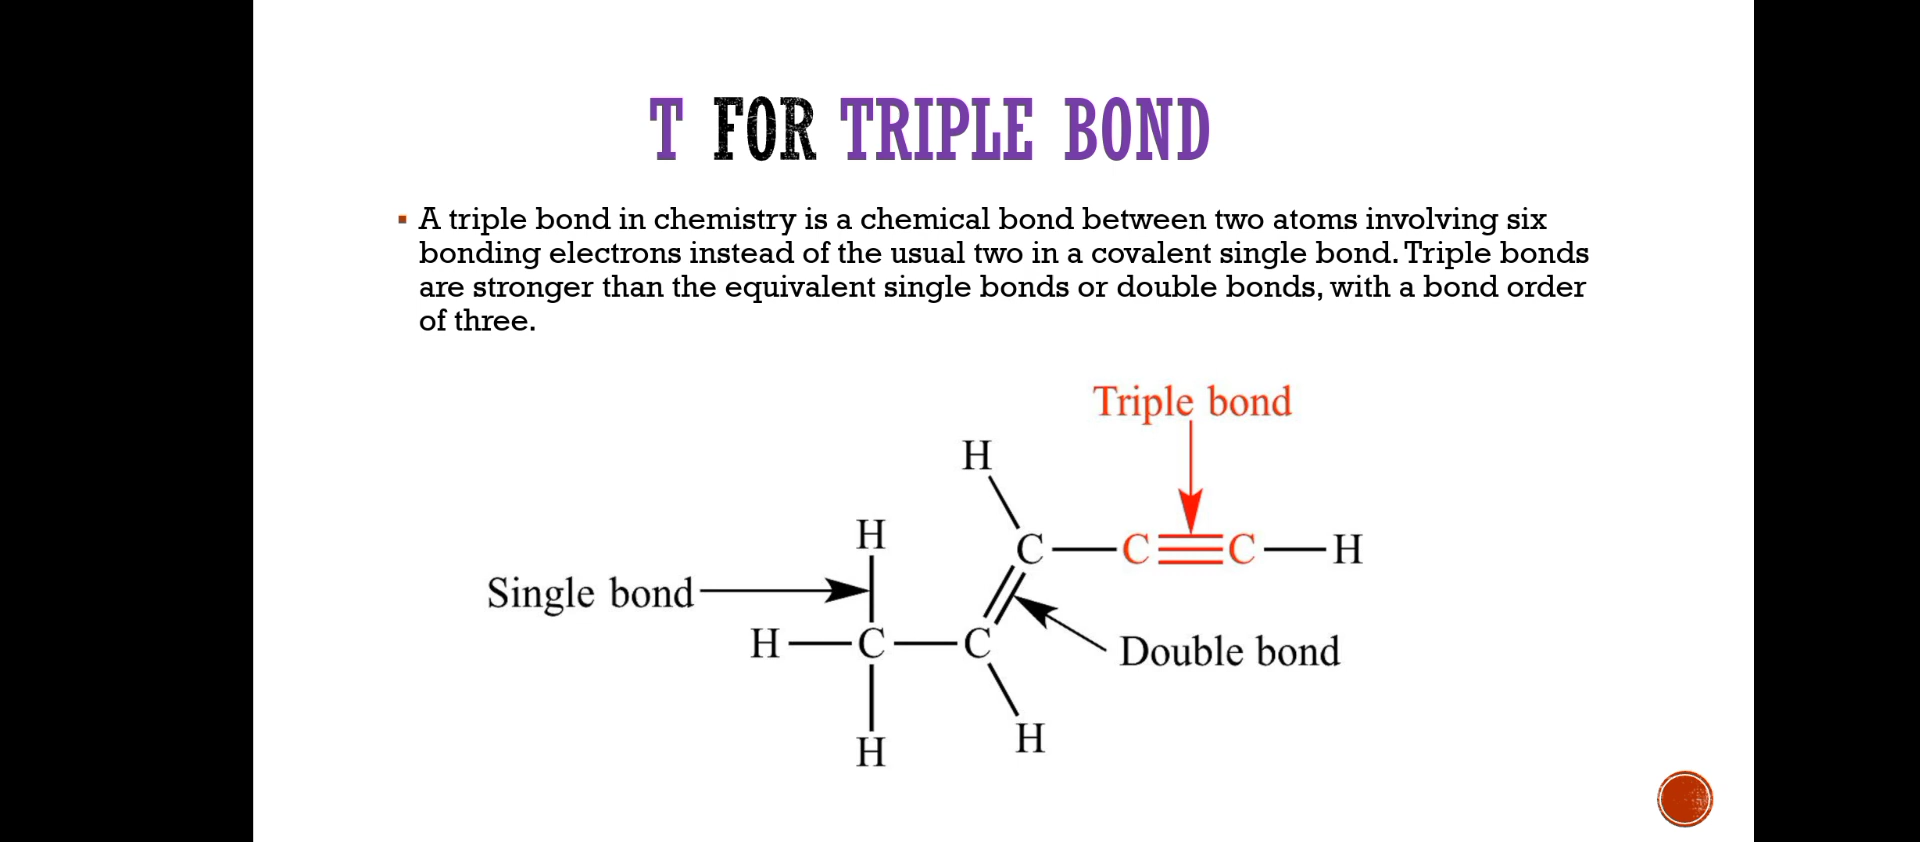 T FOR TRIPLE BOND
▪ A triple bond in chemistry is a chemical bond between two atoms involving six
bonding electrons instead of the usual two in a covalent single bond. Triple bonds
are stronger than the equivalent single bonds or double bonds, with a bond order
of three.
Triple bond
H
H
C—C≡C—H
Single bond
H—C—C
Double bond
H
H